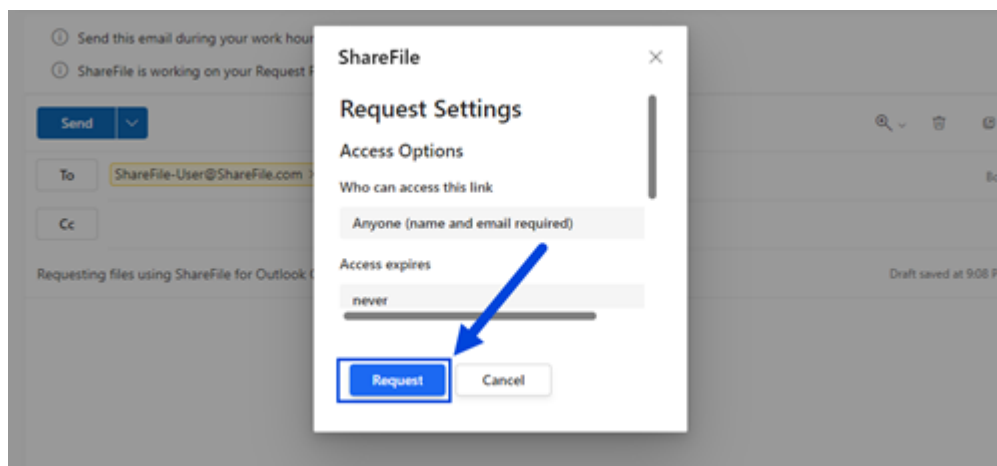 Send this email during your work hour
ShareFile is working on your Request
Send
To
ShareFile-User@ShareFile.com
Cc
Requesting files using ShareFile for Outlook
Draft saved at 9:08 P
ShareFile
Request Settings
Access Options
Who can access this link
Anyone (name and email required)
Access expires
never
Request
Cancel